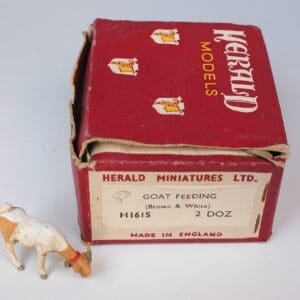 HERALD
MODELS
HERALD MINIATURES LTD.
GOAT FEEDING
(Brown & White)
H1615 2 DOZ
MADE IN ENGLAND